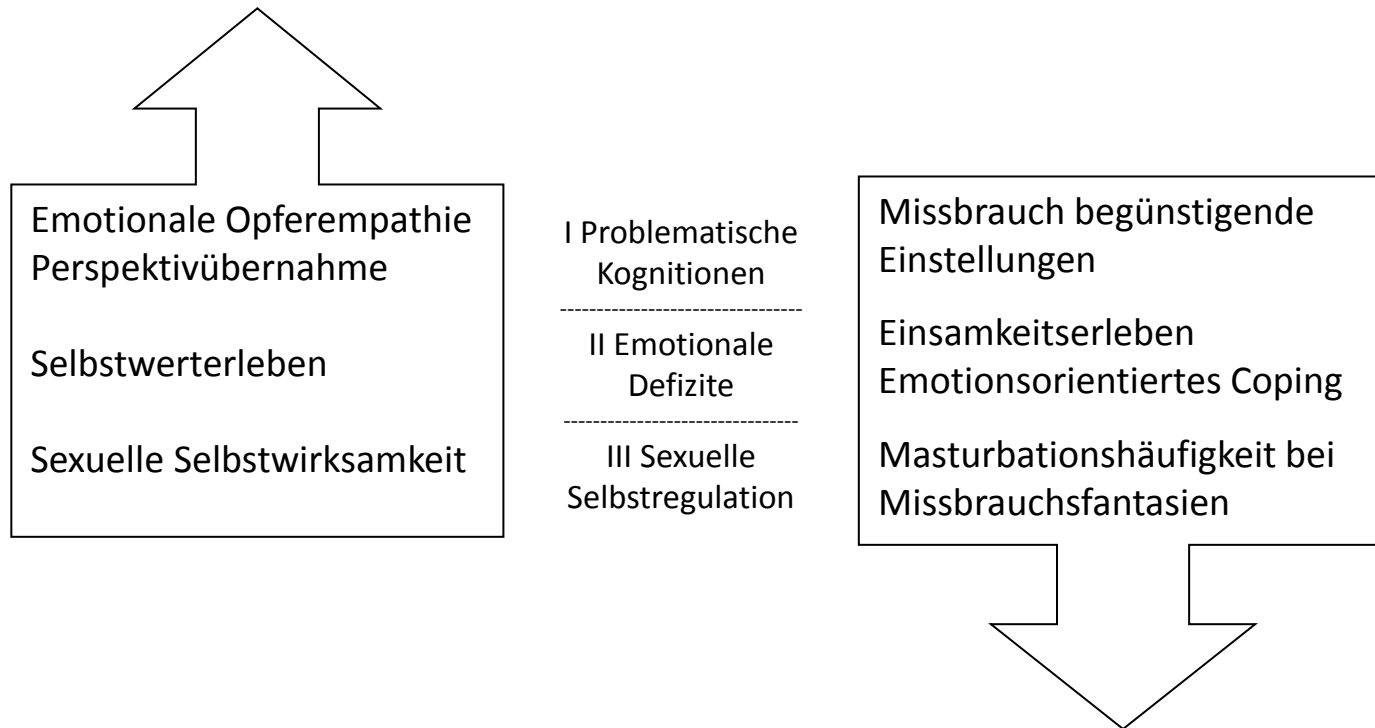 Emotionale Opferempathie
Perspektivübernahme
Selbstwerterleben
Sexuelle Selbstwirksamkeit
I Problematische
Kognitionen
---------------------------------
II Emotionale
Defizite
--------------------------------
III Sexuelle
Selbstregulation
Missbrauch begünstigende
Einstellungen
Einsamkeitserleben
Emotionsorientiertes Coping
Masturbationshäufigkeit bei
Missbrauchsfantasien